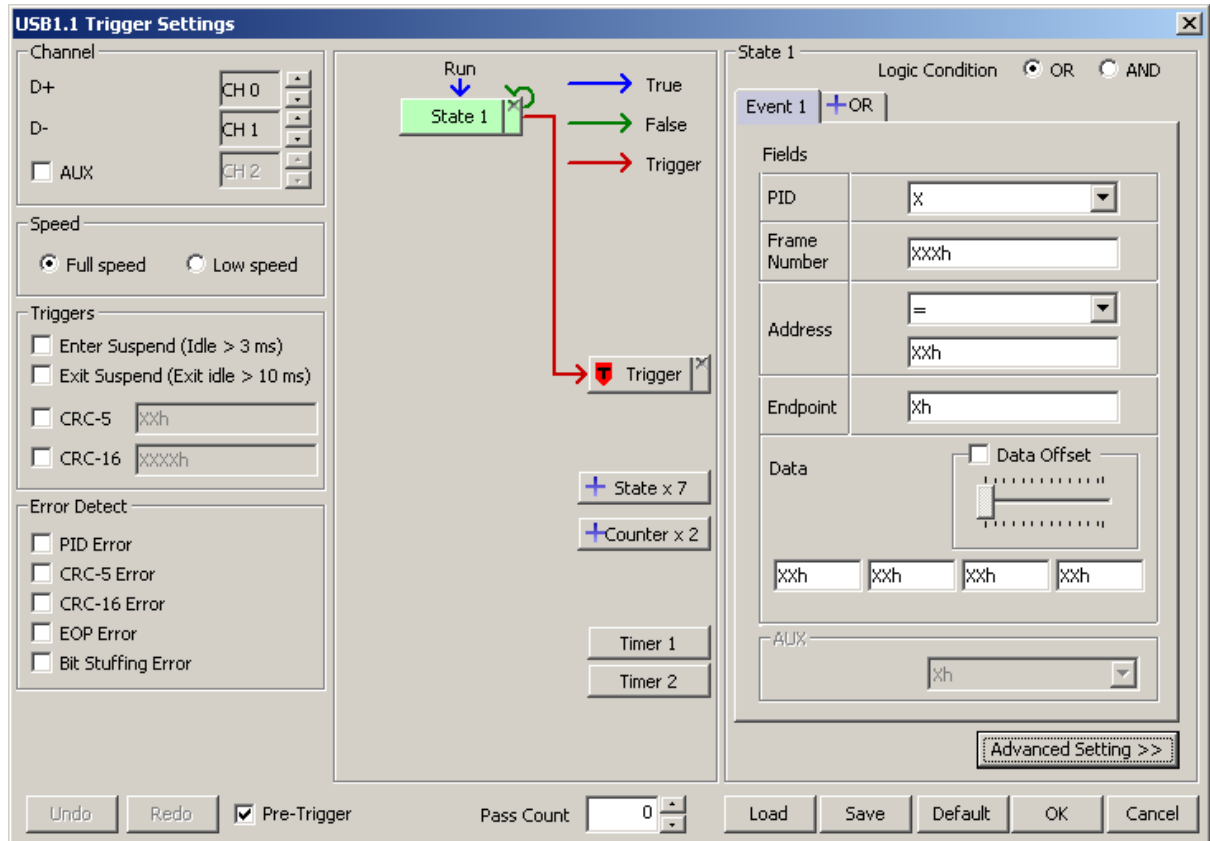 USB1.1 Trigger Settings
Channel
D+
CH 0
D-
CH 1
AUX
CH 2
Speed
Full speed
Low speed
Triggers
Enter Suspend (Idle > 3 ms)
Exit Suspend (Exit idle > 10 ms)
CRC-5
XXh
CRC-16
XXXXh
Error Detect
PID Error
CRC-5 Error
CRC-16 Error
EOP Error
Bit Stuffing Error
Run
State 1
True
False
Trigger
T Trigger
State x 7
Counter x 2
Timer 1
Timer 2
State 1
Logic Condition
OR
AND
Event 1
OR
Fields
PID
X
Frame
Number
XXXh
Address
=
XXh
Endpoint
Xh
Data
Data Offset
XXh
XXh
XXh
XXh
AUX
Xh
Advanced Setting >>
Undo
Redo
Pre-Trigger
Pass Count
0
Load
Save
Default
OK
Cancel